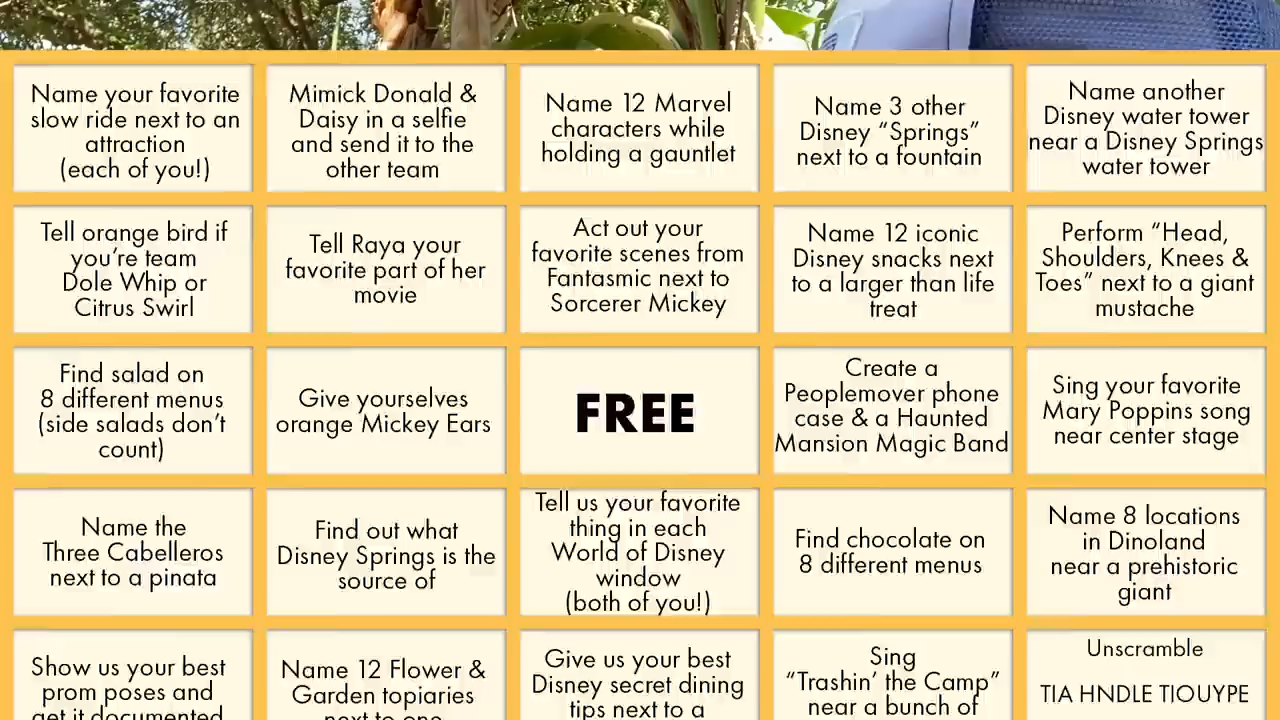 Name your favorite
slow ride next to an
attraction
(each of you!)
Mimick Donald &
Daisy in a selfie
and send it to the
other team
Name 12 Marvel
characters while
holding a gauntlet
Name 3 other
Disney “Springs”
next to a fountain
Name another
Disney water tower
near a Disney Springs
water tower
Tell orange bird if
you’re team
Dole Whip or
Citrus Swirl
Tell Raya your
favorite part of her
movie
Act out your
favorite scenes from
Fantasmic next to
Sorcerer Mickey
Name 12 iconic
Disney snacks next
to a larger than life
treat
Perform “Head,
Shoulders, Knees &
Toes” next to a giant
mustache
Find salad on
8 different menus
(side salads don’t
count)
Give yourselves
orange Mickey Ears
FREE
Create a
Peoplemover phone
case & a Haunted
Mansion Magic Band
Sing your favorite
Mary Poppins song
near center stage
Name the
Three Cabelleros
next to a pinata
Find out what
Disney Springs is the
source of
Tell us your favorite
thing in each
World of Disney
window
(both of you!)
Find chocolate on
8 different menus
Name 8 locations
in Dinoland
near a prehistoric
giant
Show us your best
prom poses and
get it documented
Name 12 Flower &
Garden topiaries
next to one
Give us your best
Disney secret dining
tips next to a
Sing
“Trashin’ the Camp”
near a bunch of
Unscramble
TIA HNDLE TIOUYPE